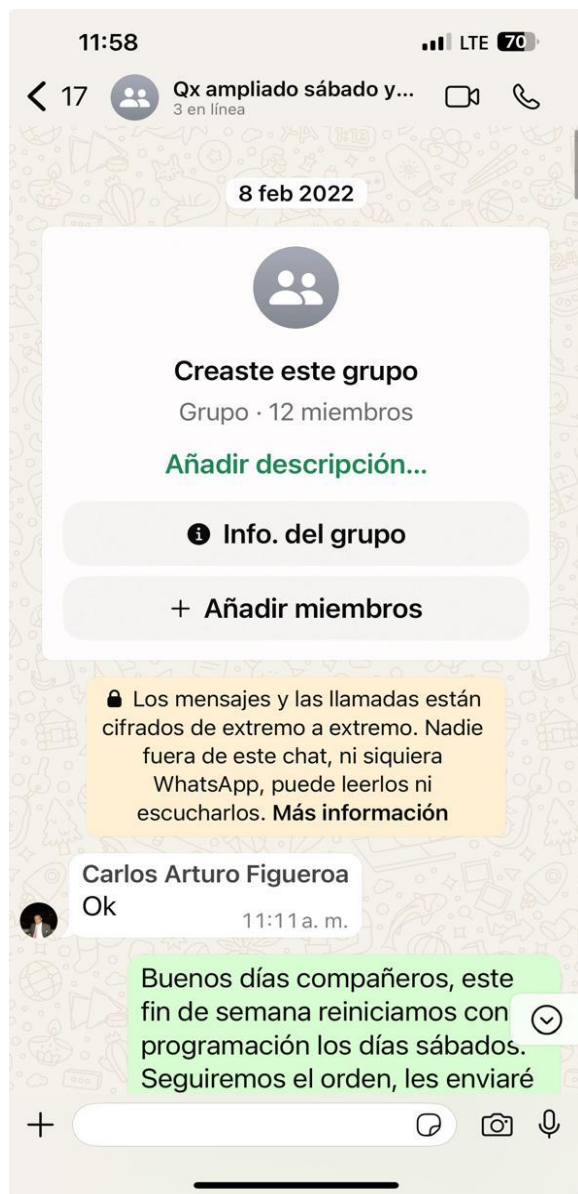 11:58
LTE 70
17
Qx ampliado sábado y...
3 en línea
8 feb 2022
Creaste este grupo
Grupo · 12 miembros
Añadir descripción...
Info. del grupo
+ Añadir miembros
Los mensajes y las llamadas están
cifrados de extremo a extremo. Nadie
fuera de este chat, ni siquiera
WhatsApp, puede leerlos ni
escucharlos. Más información
Carlos Arturo Figueroa
Ok
11:11 a. m.
Buenos días compañeros, este
fin de semana reiniciamos con
programación los días sábados.
Seguiremos el orden, les enviaré